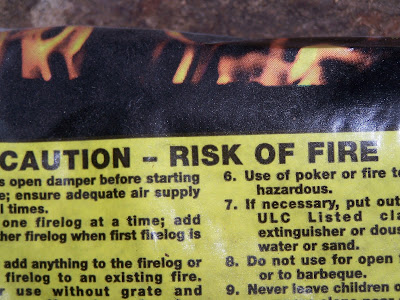 CAUTION – RISK OF FIRE
s open damper before starting
e; ensure adequate air supply
l times.
one firelog at a time; add
her firelog when first firelog is
add anything to the firelog or
firelog to an existing fire.
r use without grate and
6. Use of poker or fire to
hazardous.
7. If necessary, put out
ULC Listed cla
extinguisher or dous
water or sand.
8. Do not use for open f
or to barbeque.
9. Never leave children o